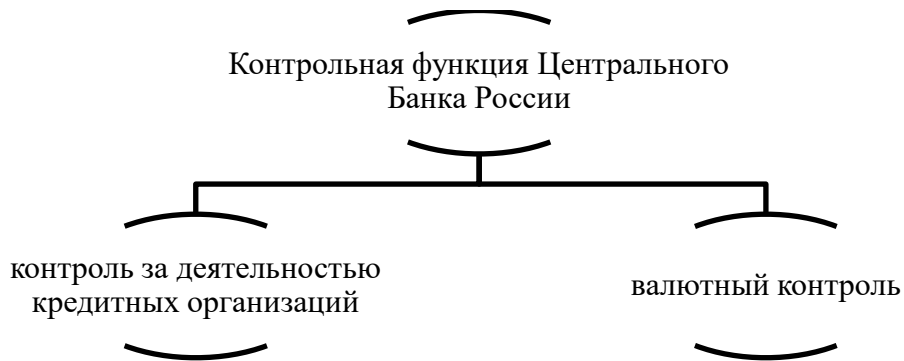 Контрольная функция Центрального
Банка России
контроль за деятельностью
кредитных организаций
валютный контроль